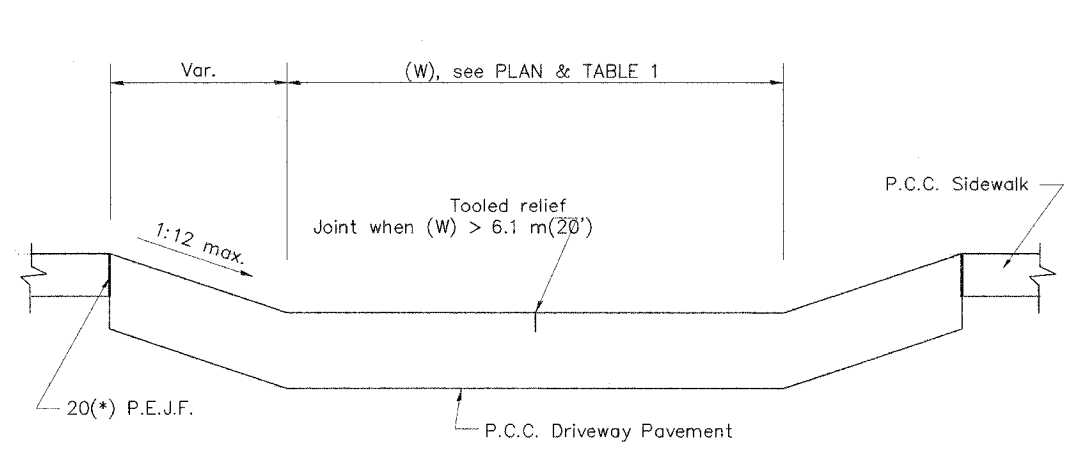 Var.
(W), see PLAN & TABLE 1
P.C.C. Sidewalk
Tooled relief
Joint when (W) > 6.1 m(20')
1:12 max.
20(*) P.E.J.F.
P.C.C. Driveway Pavement